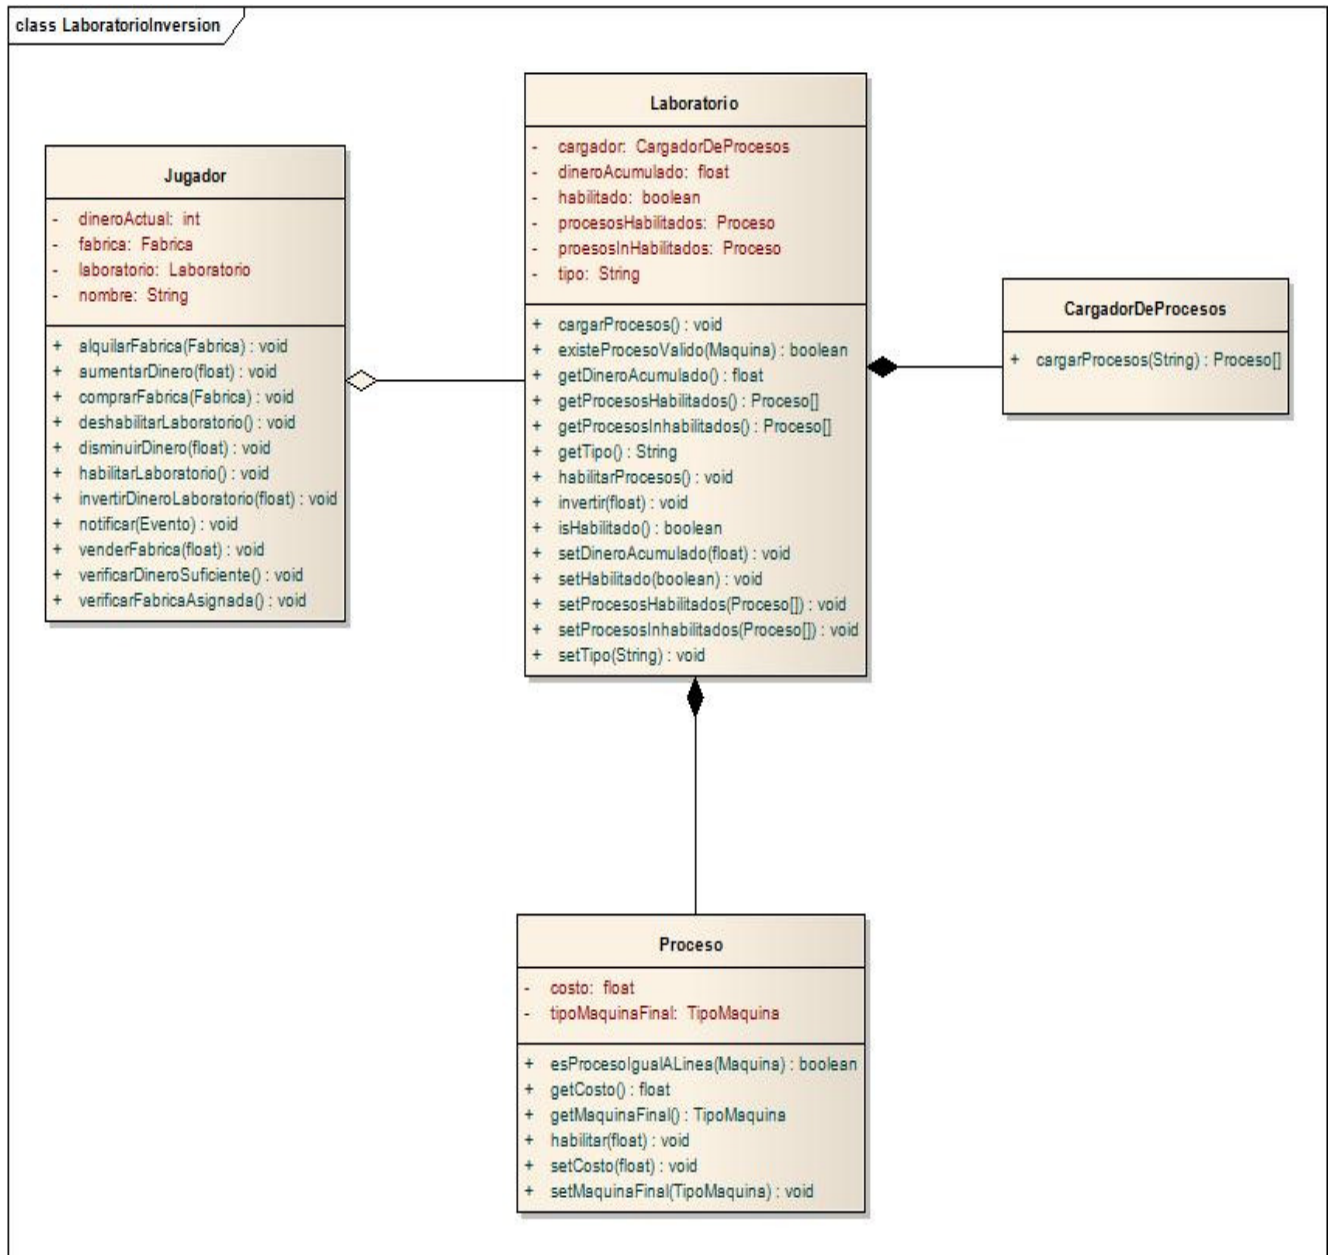 class LaboratorioInversion
Jugador
- dineroActual: int
- fabrica: Fabrica
- laboratorio: Laboratorio
- nombre: String
+ alquilarFabrica(Fabrica) : void
+ aumentarDinero(float) : void
+ comprarFabrica(Fabrica) : void
+ deshabilitarLaboratorio() : void
+ disminuirDinero(float) : void
+ habilitarLaboratorio() : void
+ invertirDineroLaboratorio(float) : void
+ notificar(Evento) : void
+ venderFabrica(float) : void
+ verificarDineroSuficiente() : void
+ verificarFabricaAsignada() : void
Laboratorio
- cargador: CargadorDeProcesos
- dineroAcumulado: float
- habilitado: boolean
- procesosHabilitados: Proceso
- proesosInHabilitados: Proceso
- tipo: String
+ cargarProcesos() : void
+ existeProcesoValido(Maquina) : boolean
+ getDineroAcumulado() : float
+ getProcesosHabilitados() : Proceso[]
+ getProcesosInhabilitados() : Proceso[]
+ getTipo() : String
+ habilitarProcesos() : void
+ invertir(float) : void
+ isHabilitado() : boolean
+ setDineroAcumulado(float) : void
+ setHabilitado(boolean) : void
+ setProcesosHabilitados(Proceso[]) : void
+ setProcesosInhabilitados(Proceso[]) : void
+ setTipo(String) : void
CargadorDeProcesos
+ cargarProcesos(String) : Proceso[]
Proceso
- costo: float
- tipoMaquinaFinal: TipoMaquina
+ esProcesoIgualALinea(Maquina) : boolean
+ getCosto() : float
+ getMaquinaFinal() : TipoMaquina
+ habilitar(float) : void
+ setCosto(float) : void
+ setMaquinaFinal(TipoMaquina) : void